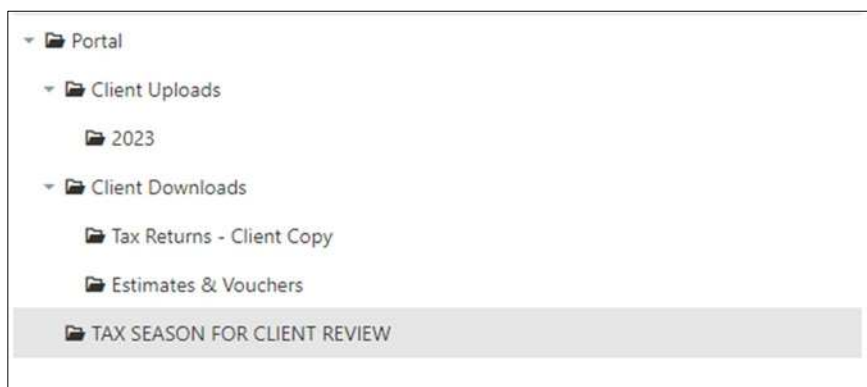 Portal
Client Uploads
2023
Client Downloads
Tax Returns - Client Copy
Estimates & Vouchers
TAX SEASON FOR CLIENT REVIEW